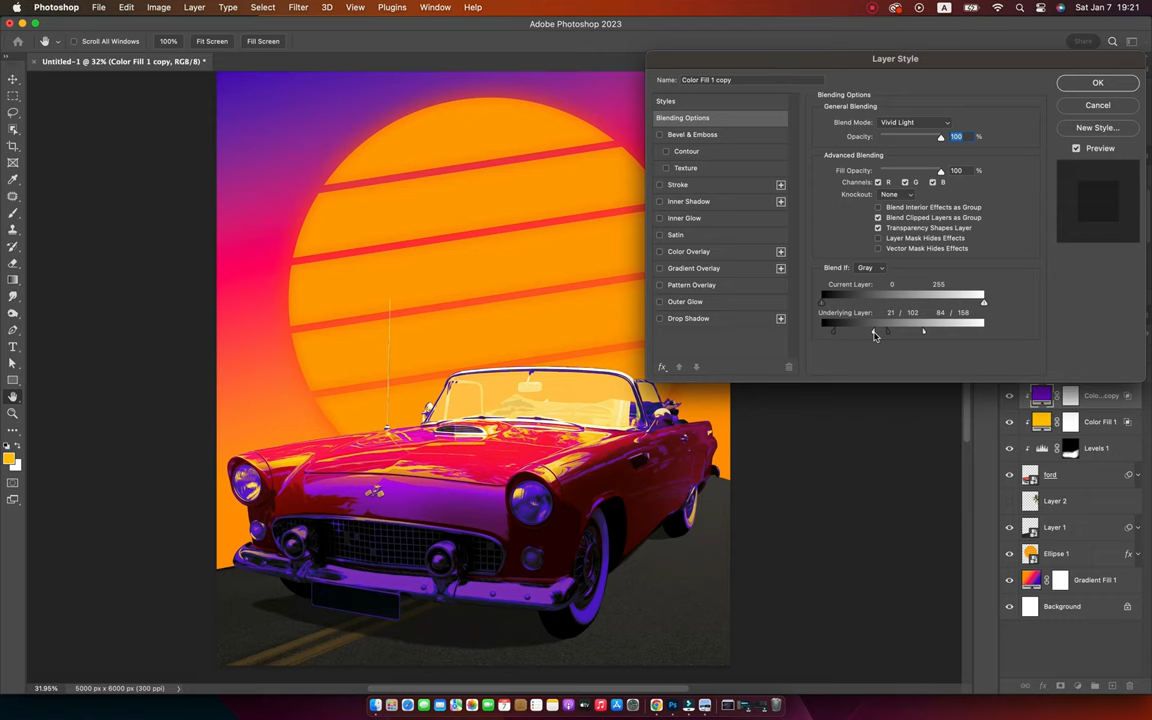 Photoshop File Edit Image Layer Type Select Filter 3D View Plugins Window Help A Sat Jan 7 19:21
Adobe Photoshop 2023
Scroll All Windows 100% Fit Screen Fill Screen Share
× Untitled-1 @ 32% (Color Fill 1 copy, RGB/8) *
Layer Style
Name: Color Fill 1 copy
Styles
Blending Options
Bevel & Emboss
Contour
Texture
Stroke
Inner Shadow
Inner Glow
Satin
Color Overlay
Gradient Overlay
Pattern Overlay
Outer Glow
Drop Shadow
fx
Blending Options
General Blending
Blend Mode: Vivid Light
Opacity: 100 %
Advanced Blending
Fill Opacity: 100 %
Channels: R G B
Knockout: None
Blend Interior Effects as Group
Blend Clipped Layers as Group
Transparency Shapes Layer
Layer Mask Hides Effects
Vector Mask Hides Effects
Blend If: Gray
Current Layer: 0 255
Underlying Layer: 21 / 102 84 / 158
OK
Cancel
New Style...
Preview
Colo...copy
Color Fill 1
Levels 1
ford
Layer 2
Layer 1
Ellipse 1 fx
Gradient Fill 1
Background
31.95% 5000 px x 6000 px (300 ppi)